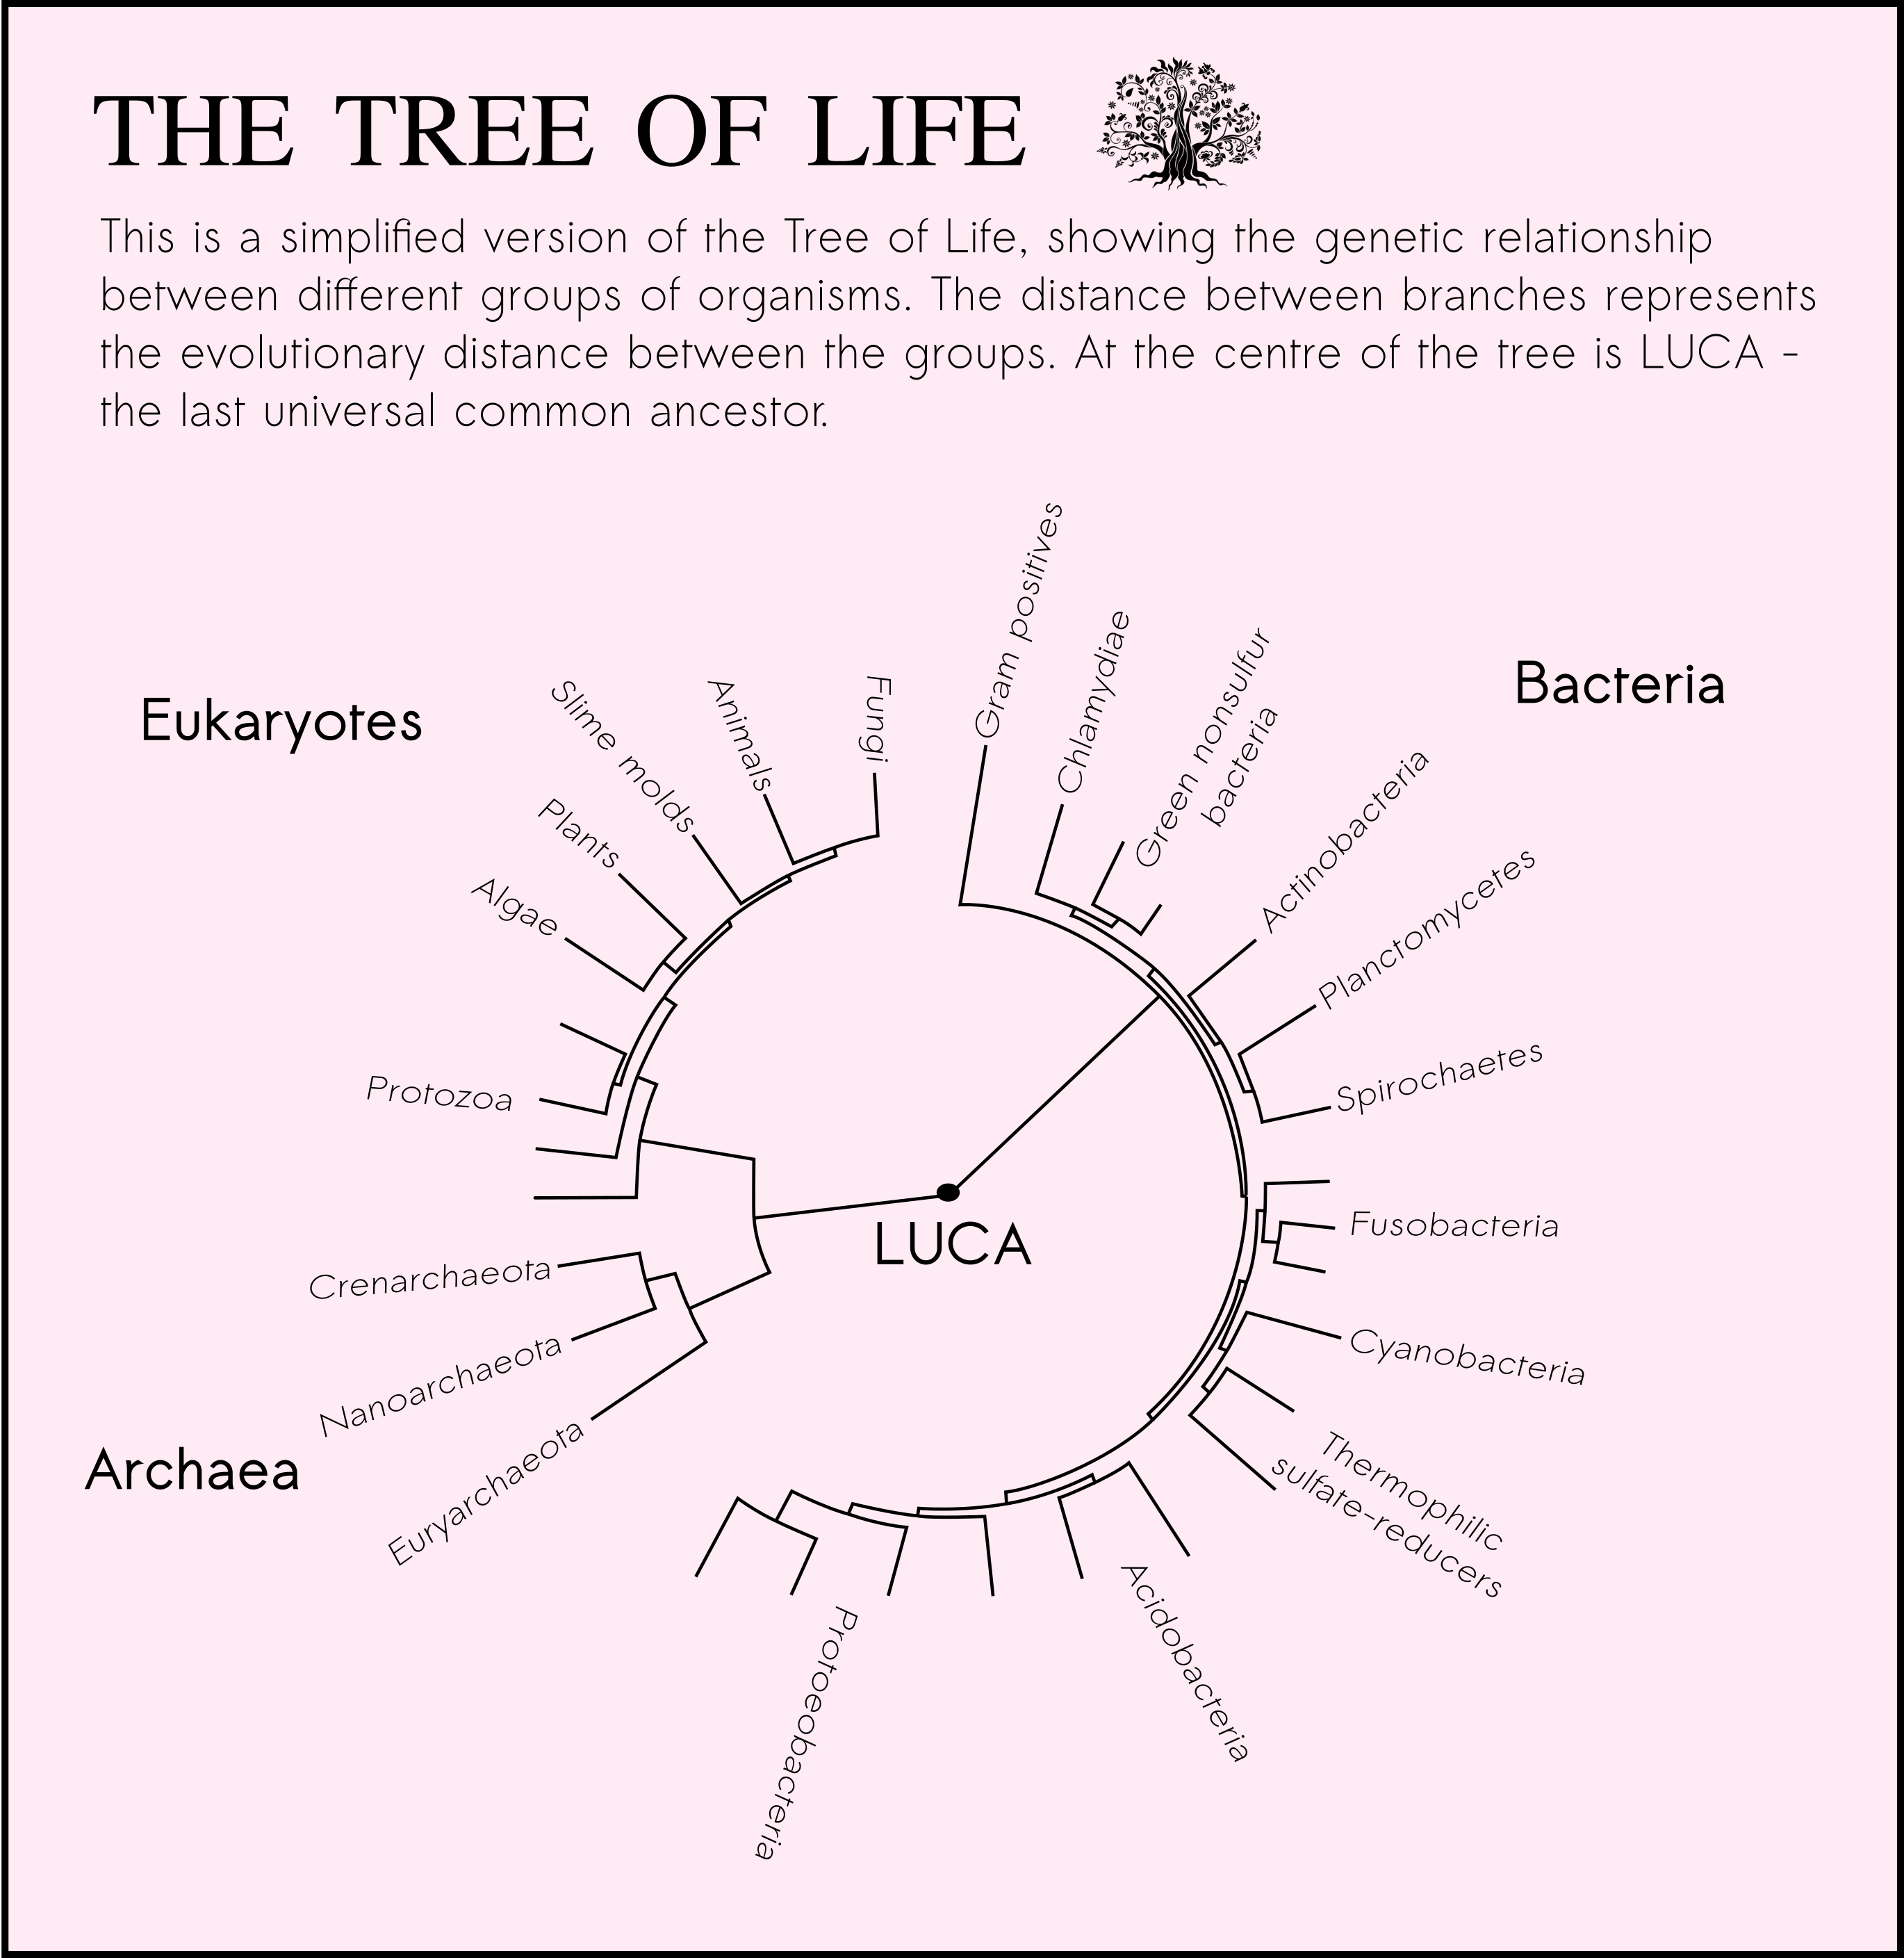 THE TREE OF LIFE
This is a simplified version of the Tree of Life, showing the genetic relationship
between different groups of organisms. The distance between branches represents
the evolutionary distance between the groups. At the centre of the tree is LUCA -
the last universal common ancestor.
Eukaryotes
Algae
Plants
Slime molds
Animals
Fungi
Protozoa
Bacteria
Gram positives
Chlamydiae
Green nonsulfur
bacteria
Actinobacteria
Planctomycetes
Spirochaetes
Fusobacteria
Cyanobacteria
Thermophilic
sulfate-reducers
Acidobacteria
Protoeobacteria
LUCA
Archaea
Crenarchaeota
Nanoarchaeota
Euryarchaeota